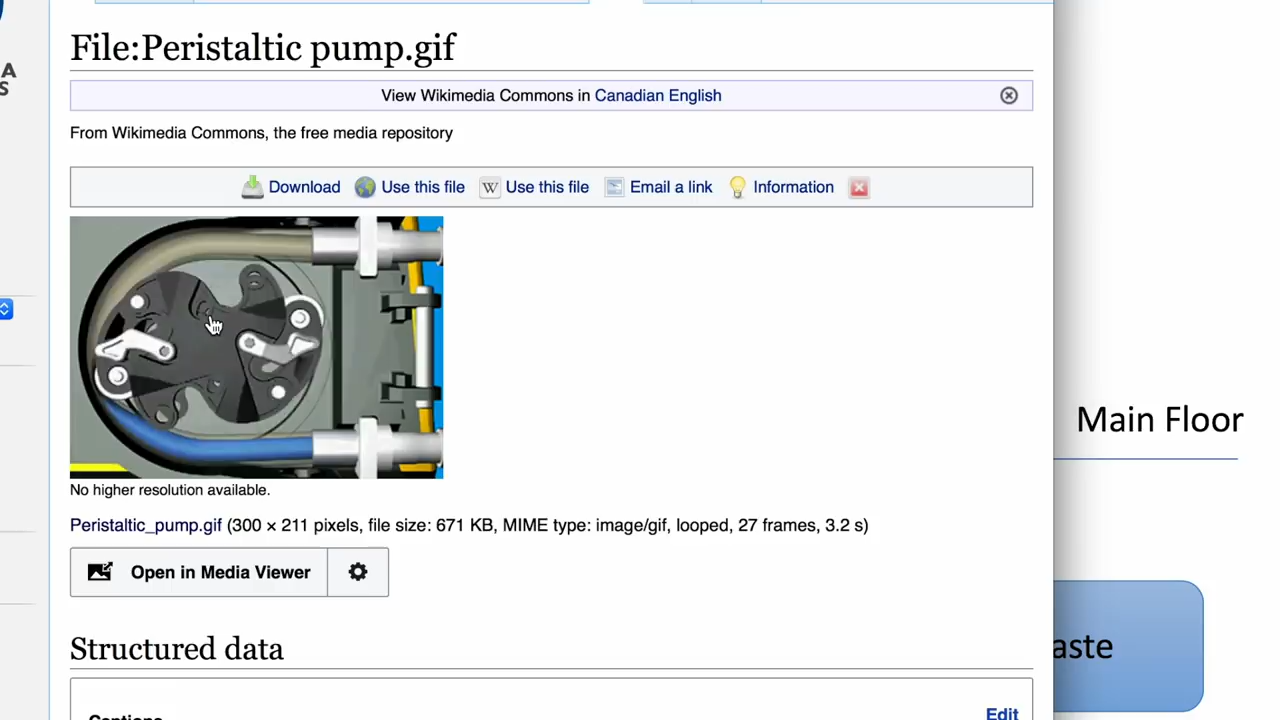 A
S
File:Peristaltic pump.gif
View Wikimedia Commons in Canadian English
From Wikimedia Commons, the free media repository
Download Use this file W Use this file Email a link Information
No higher resolution available.
Peristaltic_pump.gif (300 × 211 pixels, file size: 671 KB, MIME type: image/gif, looped, 27 frames, 3.2 s)
Open in Media Viewer
Structured data
Captions
Edit
Main Floor
aste